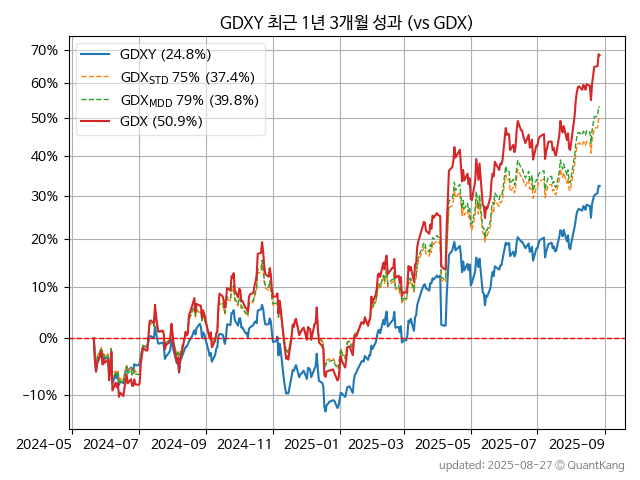 GDXY 최근 1년 3개월 성과 (vs GDX)
GDXY (24.8%)
GDX_STD 75% (37.4%)
GDX_MDD 79% (39.8%)
GDX (50.9%)
70%
60%
50%
40%
30%
20%
10%
0%
−10%
2024-05 2024-07 2024-09 2024-11 2025-01 2025-03 2025-05 2025-07 2025-09
updated: 2025-08-27 © QuantKang